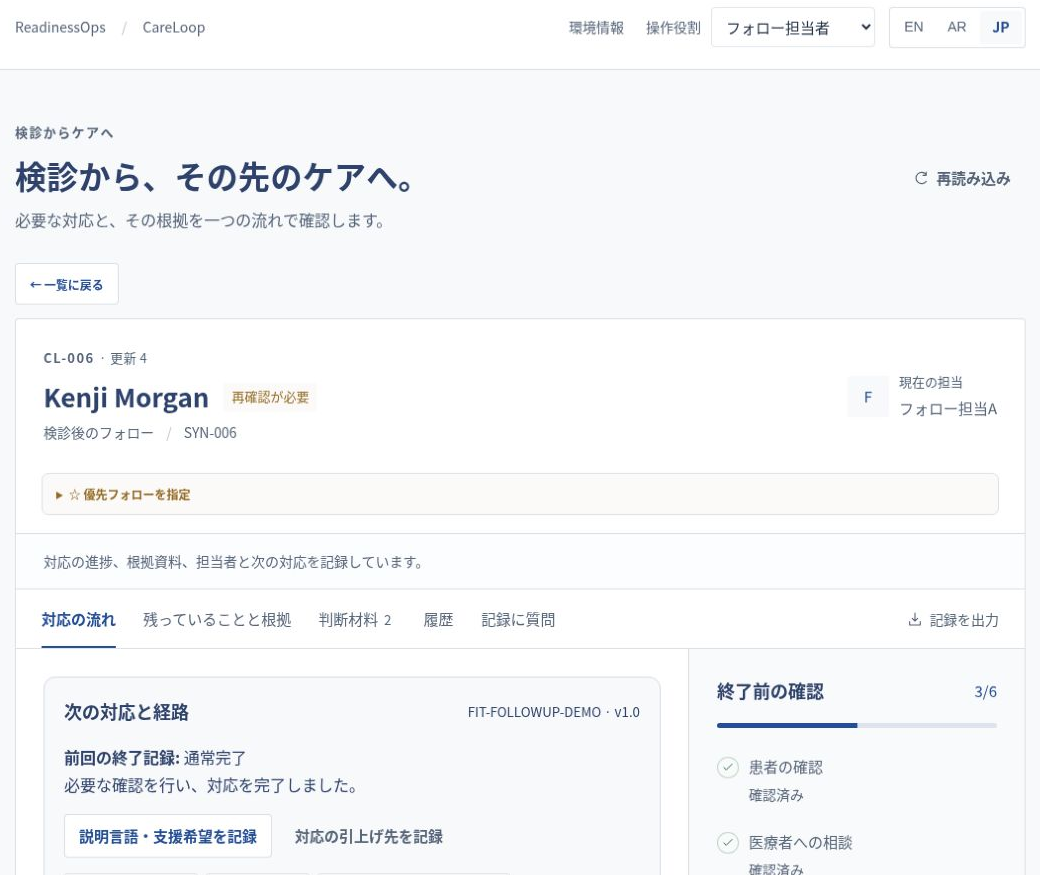 ReadinessOps / CareLoop 環境情報 操作役割 フォロー担当者 EN AR JP
検診からケアへ
検診から、その先のケアへ。
再読み込み
必要な対応と、その根拠を一つの流れで確認します。
←一覧に戻る
CL-006 · 更新 4
Kenji Morgan 再確認が必要
検診後のフォロー / SYN-006
F 現在の担当
フォロー担当A
▶ ☆ 優先フォローを指定
対応の進捗、根拠資料、担当者と次の対応を記録しています。
対応の流れ 残っていることと根拠 判断材料 2 履歴 記録に質問 記録を出力
次の対応と経路 FIT-FOLLOWUP-DEMO · v1.0
前回の終了記録: 通常完了
必要な確認を行い、対応を完了しました。
説明言語・支援希望を記録 対応の引上げ先を記録
終了前の確認 3/6
患者の確認
確認済み
医療者への相談
確認済み